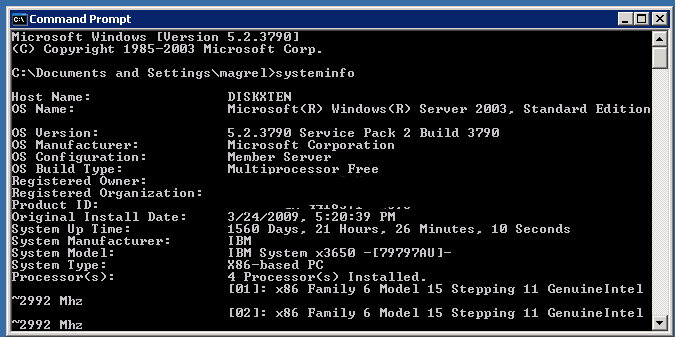 Command Prompt
Microsoft Windows [Version 5.2.3790]
(C) Copyright 1985-2003 Microsoft Corp.
C:\Documents and Settings\magrel>systeminfo
Host Name: DISKXTEN
OS Name: Microsoft(R) Windows(R) Server 2003, Standard Edition
OS Version: 5.2.3790 Service Pack 2 Build 3790
OS Manufacturer: Microsoft Corporation
OS Configuration: Member Server
OS Build Type: Multiprocessor Free
Registered Owner:
Registered Organization:
Product ID:
Original Install Date: 3/24/2009, 5:20:39 PM
System Up Time: 1560 Days, 21 Hours, 26 Minutes, 10 Seconds
System Manufacturer: IBM
System Model: IBM System x3650 -[79797AU]-
System Type: X86-based PC
Processor(s): 4 Processor(s) Installed.
[01]: x86 Family 6 Model 15 Stepping 11 GenuineIntel
~2992 Mhz
[02]: x86 Family 6 Model 15 Stepping 11 GenuineIntel
~2992 Mhz